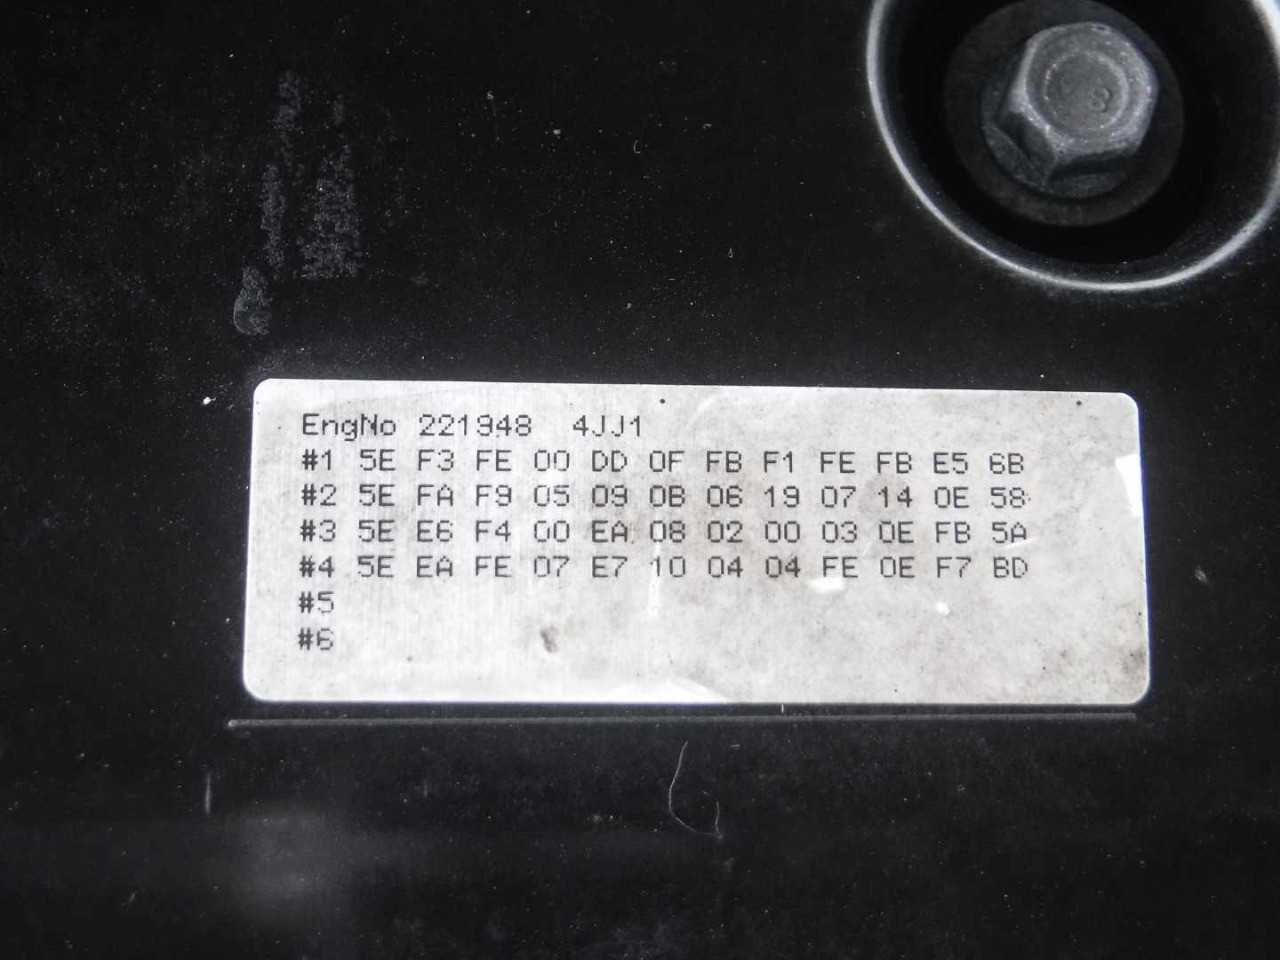 EngNo 221948 4JJ1
#1 5E F3 FE 00 DD 0F FB F1 FE FB E5 6B
#2 5E FA F9 05 09 0B 06 19 07 14 0E 58
#3 5E E6 F4 00 EA 08 02 00 03 0E FB 5A
#4 5E EA FE 07 E7 10 04 04 FE 0E F7 BD
#5
#6